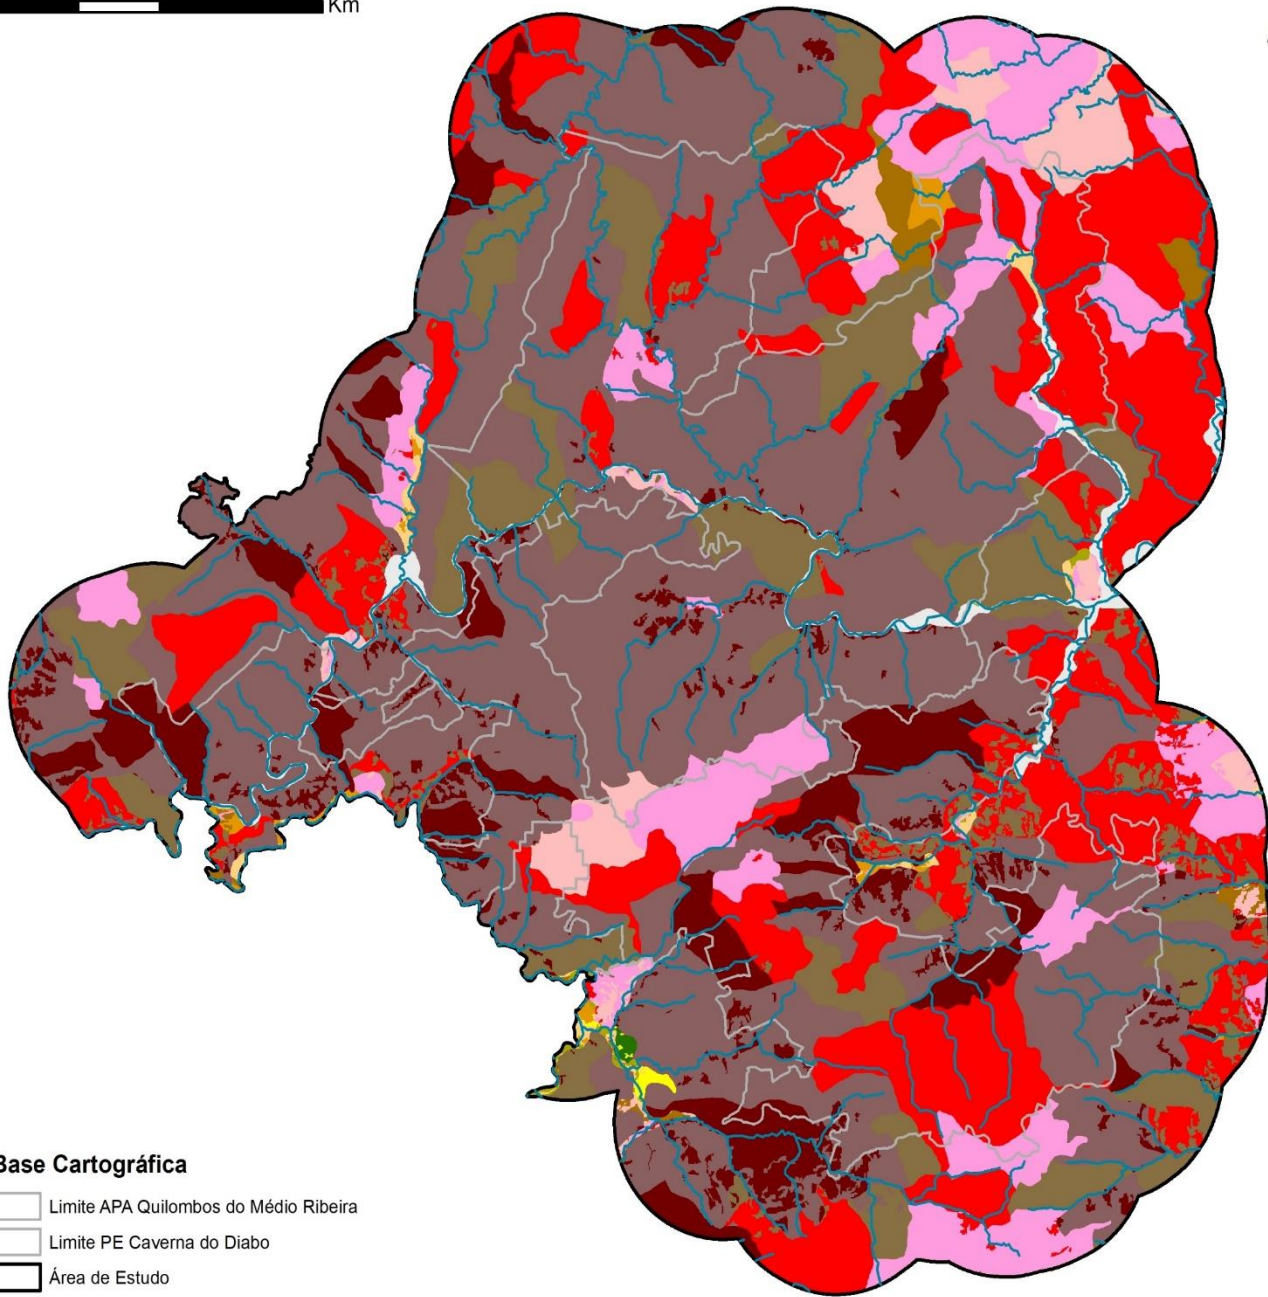 Km
Base Cartográfica
Limite APA Quilombos do Médio Ribeira
Limite PE Caverna do Diabo
Área de Estudo